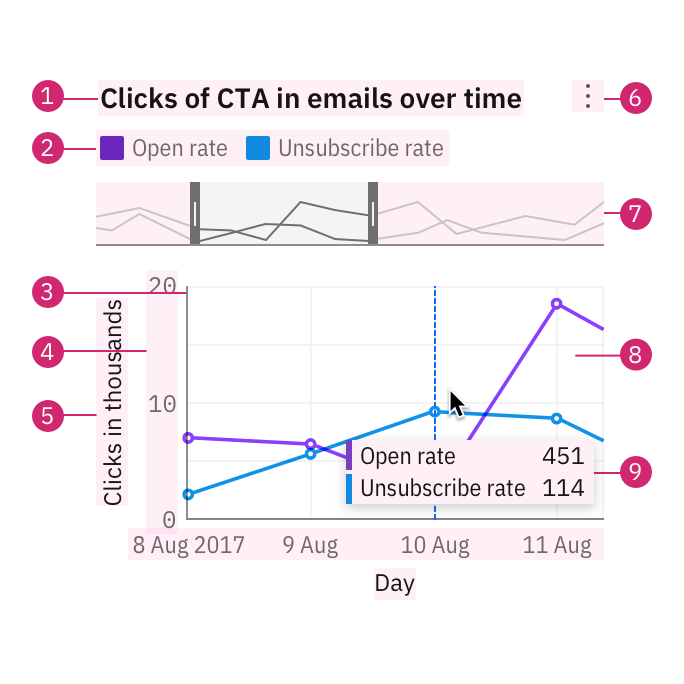 1 Clicks of CTA in emails over time 6
2 Open rate Unsubscribe rate
7
3 20
4
8
5 Clicks in thousands
10
Open rate 451
9
Unsubscribe rate 114
0
8 Aug 2017 9 Aug 10 Aug 11 Aug
Day